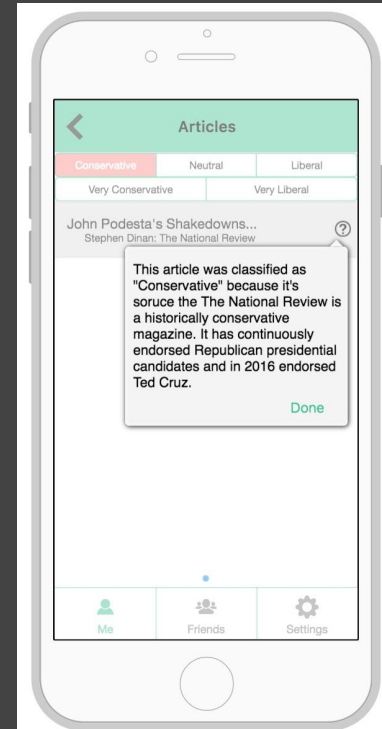 Articles
Conservative Neutral Liberal
Very Conservative Very Liberal
John Podesta's Shakedowns...
Stephen Dinan: The National Review
?
This article was classified as
"Conservative" because it's
soruce the The National Review is
a historically conservative
magazine. It has continuously
endorsed Republican presidential
candidates and in 2016 endorsed
Ted Cruz.
Done
Me Friends Settings